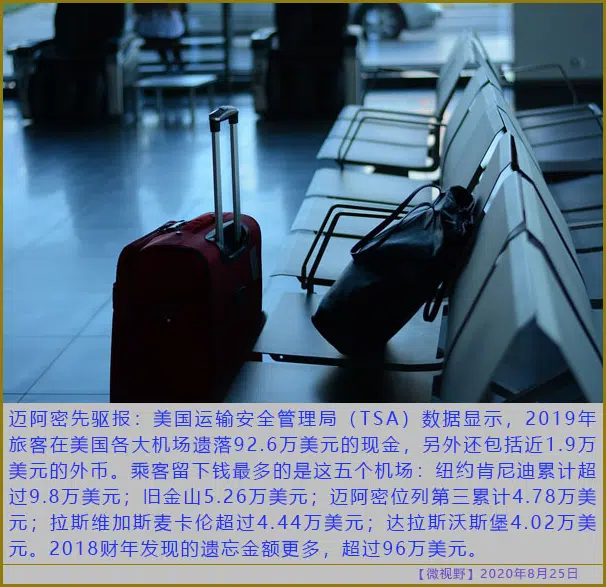 迈阿密先驱报：美国运输安全管理局（TSA）数据显示，2019年
旅客在美国各大机场遗落92.6万美元的现金，另外还包括近1.9万
美元的外币。乘客留下钱最多的是这五个机场：纽约肯尼迪累计超
过9.8万美元；旧金山5.26万美元；迈阿密位列第三累计4.78万美
元；拉斯维加斯麦卡伦超过4.44万美元；达拉斯沃斯堡4.02万美
元。2018财年发现的遗忘金额更多，超过96万美元。
【微视野】2020年8月25日